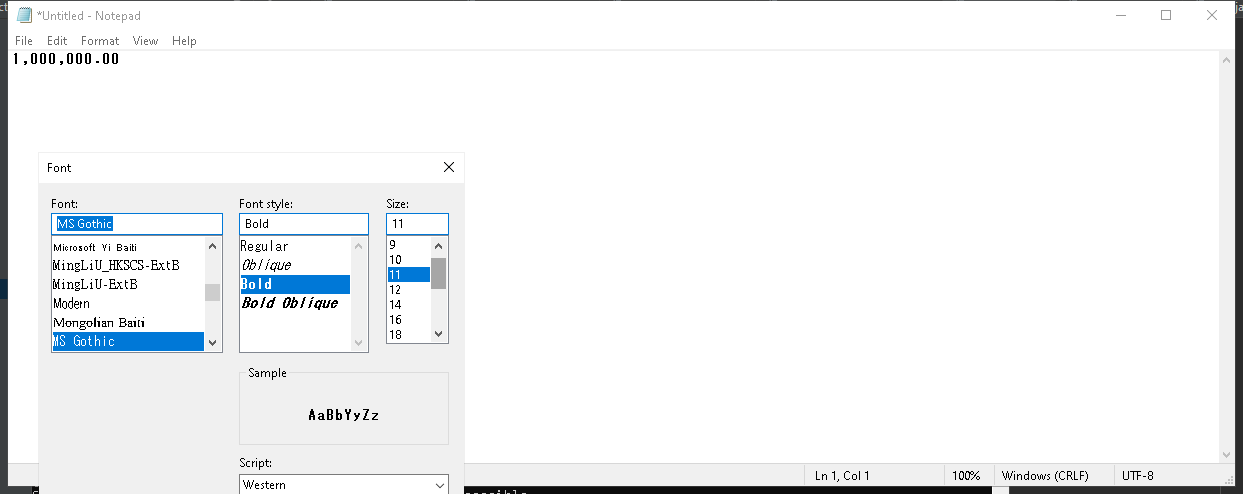 *Untitled - Notepad
File Edit Format View Help
1,000,000.00
Font
Font: Font style: Size:
MS Gothic Bold 11
Microsoft Yi Baiti Regular 9
MingLiU_HKSCS-ExtB Oblique 10
MingLiU-ExtB Bold 11
Modern Bold Oblique 12
Mongolian Baiti 14
MS Gothic 16
18
Sample
AaBbYyZz
Script:
Western
Ln 1, Col 1 100% Windows (CRLF) UTF-8